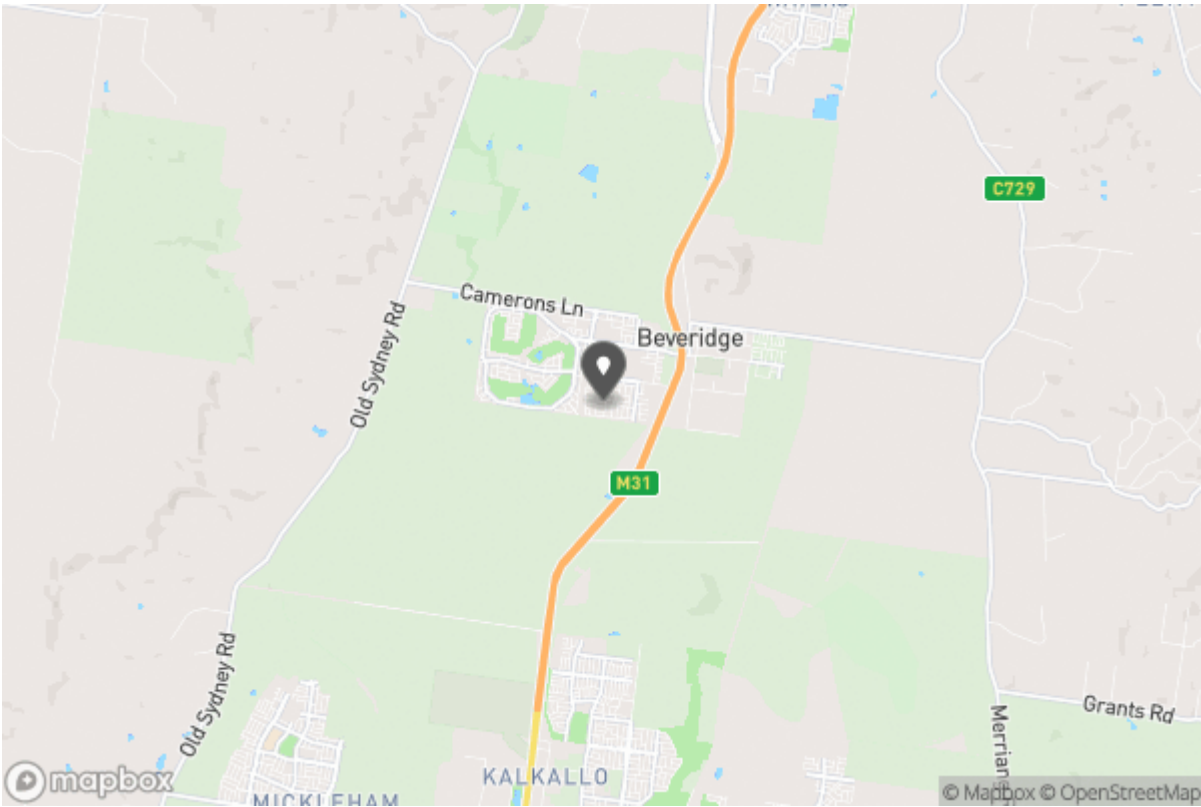 C729
Camerons Ln
Beveridge
Old Sydney Rd
M31
Old Sydney Rd
Grants Rd
KALKALLO
MICKLEHAM
mapbox
© Mapbox © OpenStreetMap